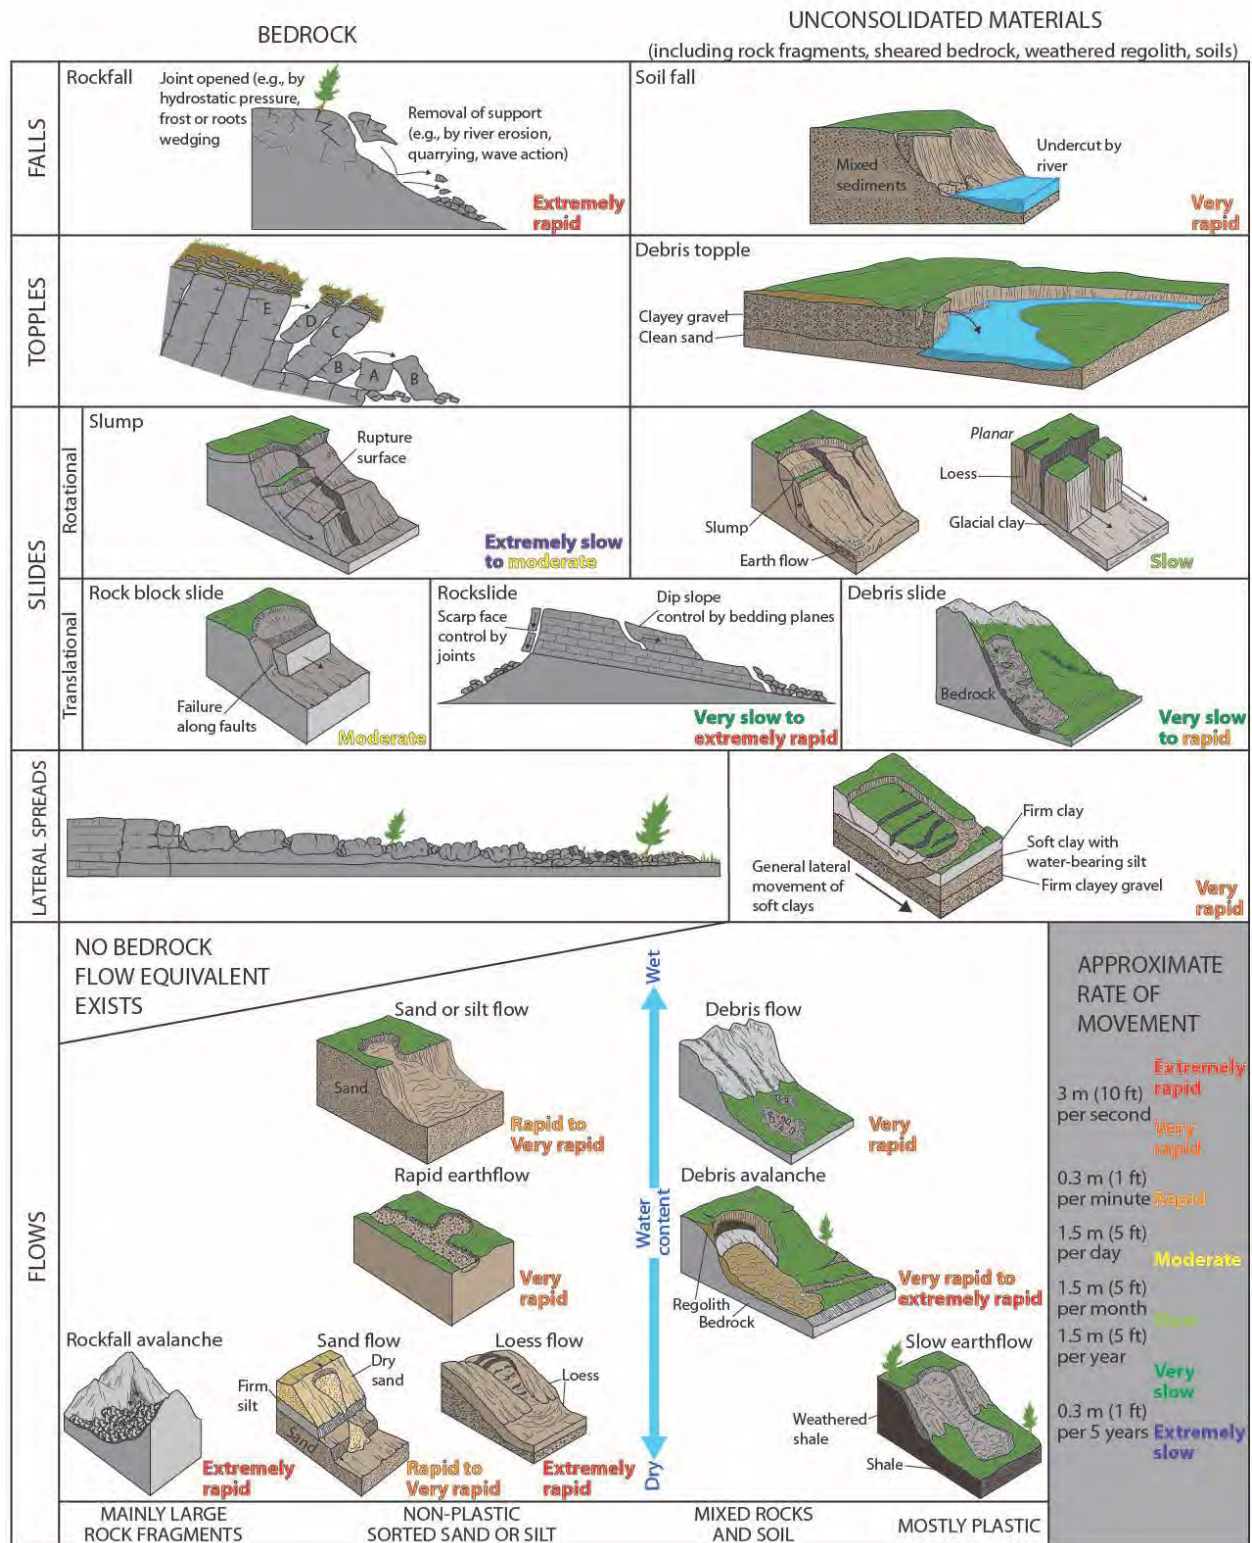 BEDROCK
UNCONSOLIDATED MATERIALS
(including rock fragments, sheared bedrock, weathered regolith, soils)
FALLS
Rockfall
Joint opened (e.g., by
hydrostatic pressure,
frost or roots
wedging
Removal of support
(e.g., by river erosion,
quarrying, wave action)
Extremely
rapid
Soil fall
Mixed
sediments
Undercut by
river
Very
rapid
TOPPLES
E
D
C
B
A
B
Debris topple
Clayey gravel
Clean sand
SLIDES
Rotational
Slump
Rupture
surface
Extremely slow
to moderate
Slump
Earth flow
Planar
Loess
Glacial clay
Slow
Translational
Rock block slide
Failure
along faults
Moderate
Rockslide
Scarp face
control by
joints
Dip slope
control by bedding planes
Very slow to
extremely rapid
Debris slide
Bedrock
Very slow
to rapid
LATERAL SPREADS
General lateral
movement of
soft clays
Firm clay
Soft clay with
water-bearing silt
Firm clayey gravel
Very
rapid
FLOWS
NO BEDROCK
FLOW EQUIVALENT
EXISTS
Sand or silt flow
Sand
Rapid to
Very rapid
Wet
Water
content
Dry
Debris flow
Very
rapid
Rapid earthflow
Very
rapid
Debris avalanche
Regolith
Bedrock
Very rapid to
extremely rapid
Rockfall avalanche
Extremely
rapid
Sand flow
Dry
sand
Firm
silt
Sand
Rapid to
Very rapid
Loess flow
Loess
Extremely
rapid
Slow earthflow
Weathered
shale
Shale
MAINLY LARGE
ROCK FRAGMENTS
NON-PLASTIC
SORTED SAND OR SILT
MIXED ROCKS
AND SOIL
MOSTLY PLASTIC
APPROXIMATE
RATE OF
MOVEMENT
Extremely
rapid
3 m (10 ft)
per second
Very
rapid
0.3 m (1 ft)
per minute
Rapid
1.5 m (5 ft)
per day
Moderate
1.5 m (5 ft)
per month
Slow
1.5 m (5 ft)
per year
Very
slow
0.3 m (1 ft)
per 5 years
Extremely
slow